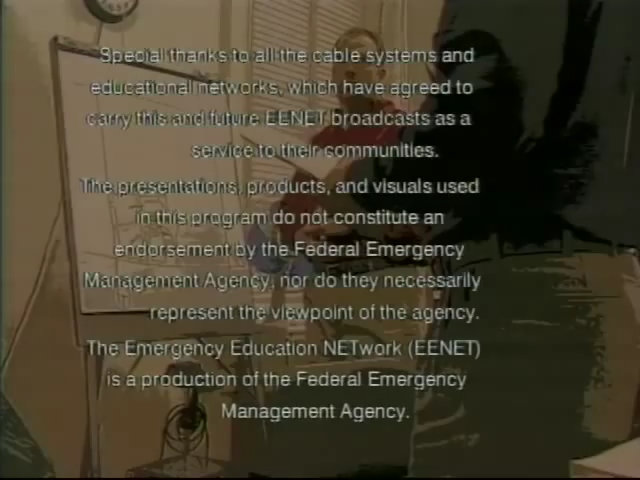 Special thanks to all the cable systems and
educational networks, which have agreed to
carry this and future EENET broadcasts as a
service to their communities.
The presentations, products, and visuals used
in this program do not constitute an
endorsement by the Federal Emergency
Management Agency, nor do they necessarily
represent the viewpoint of the agency.
The Emergency Education NETwork (EENET)
is a production of the Federal Emergency
Management Agency.